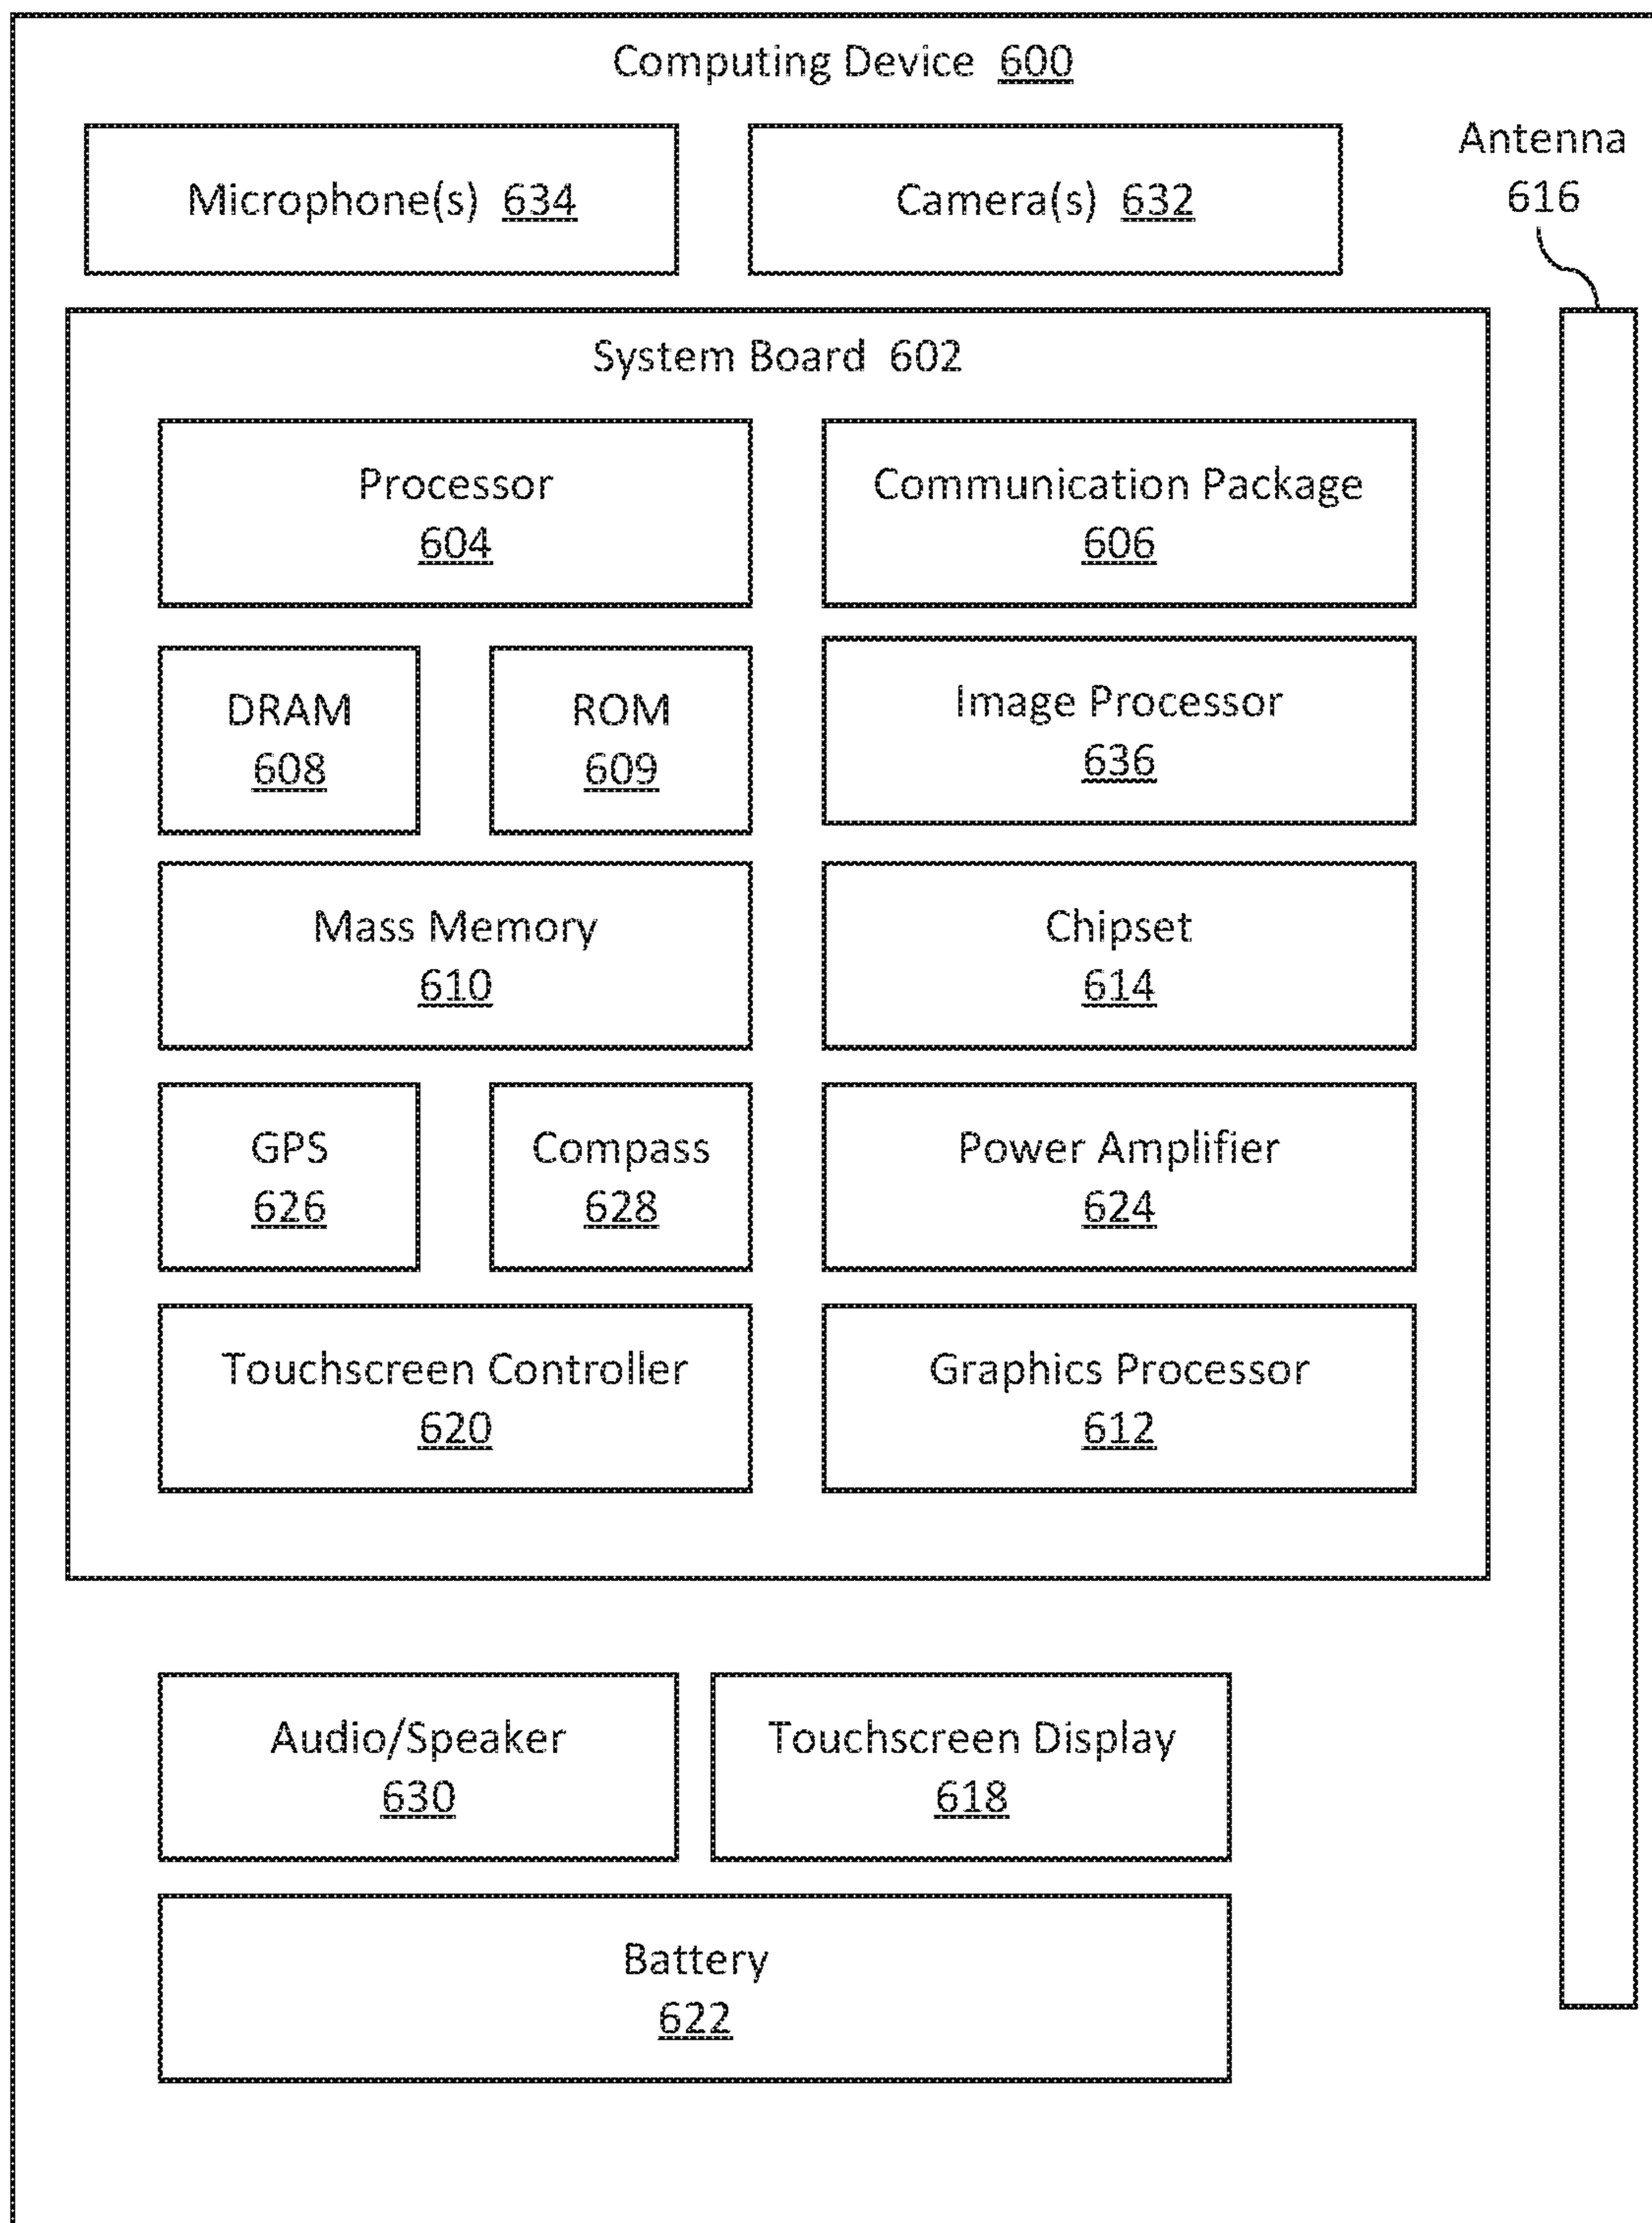 Computing Device 600
Microphone(s) 634
Camera(s) 632
Antenna
616
System Board 602
Processor
604
Communication Package
606
DRAM
608
ROM
609
Image Processor
636
Mass Memory
610
Chipset
614
GPS
626
Compass
628
Power Amplifier
624
Touchscreen Controller
620
Graphics Processor
612
Audio/Speaker
630
Touchscreen Display
618
Battery
622